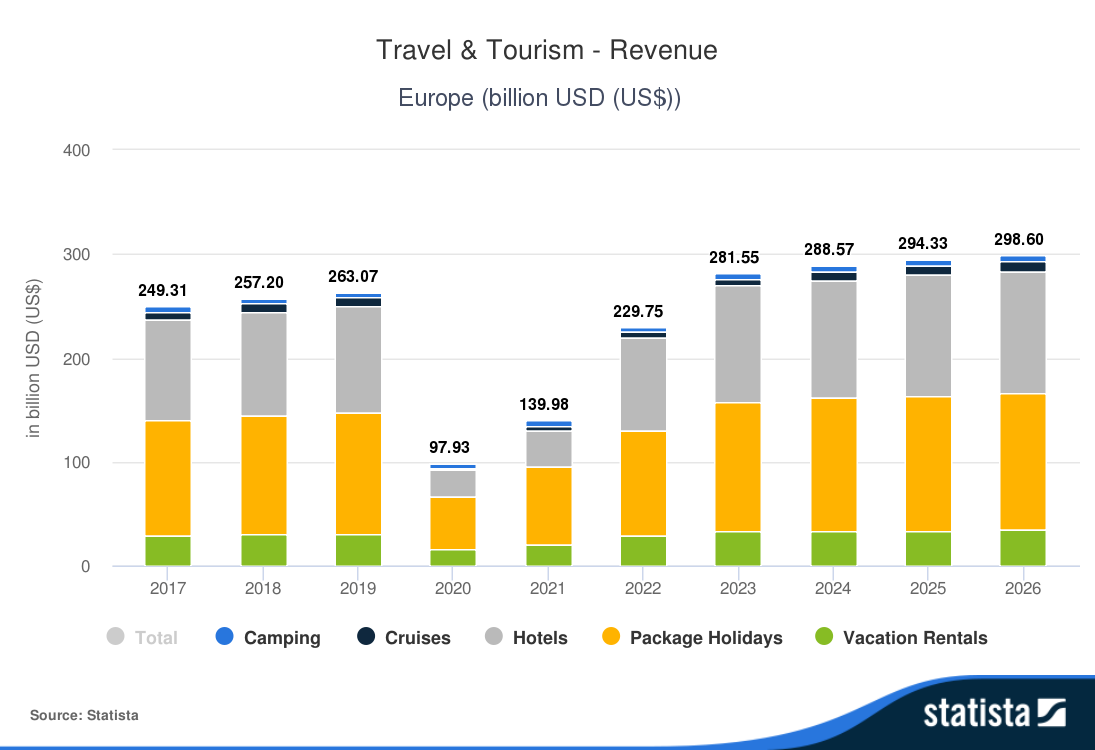 Travel & Tourism - Revenue
Europe (billion USD (US$))
in billion USD (US$)
400
300
200
100
0
249.31
257.20
263.07
97.93
139.98
229.75
281.55
288.57
294.33
298.60
2017 2018 2019 2020 2021 2022 2023 2024 2025 2026
Total Camping Cruises Hotels Package Holidays Vacation Rentals
Source: Statista
statista